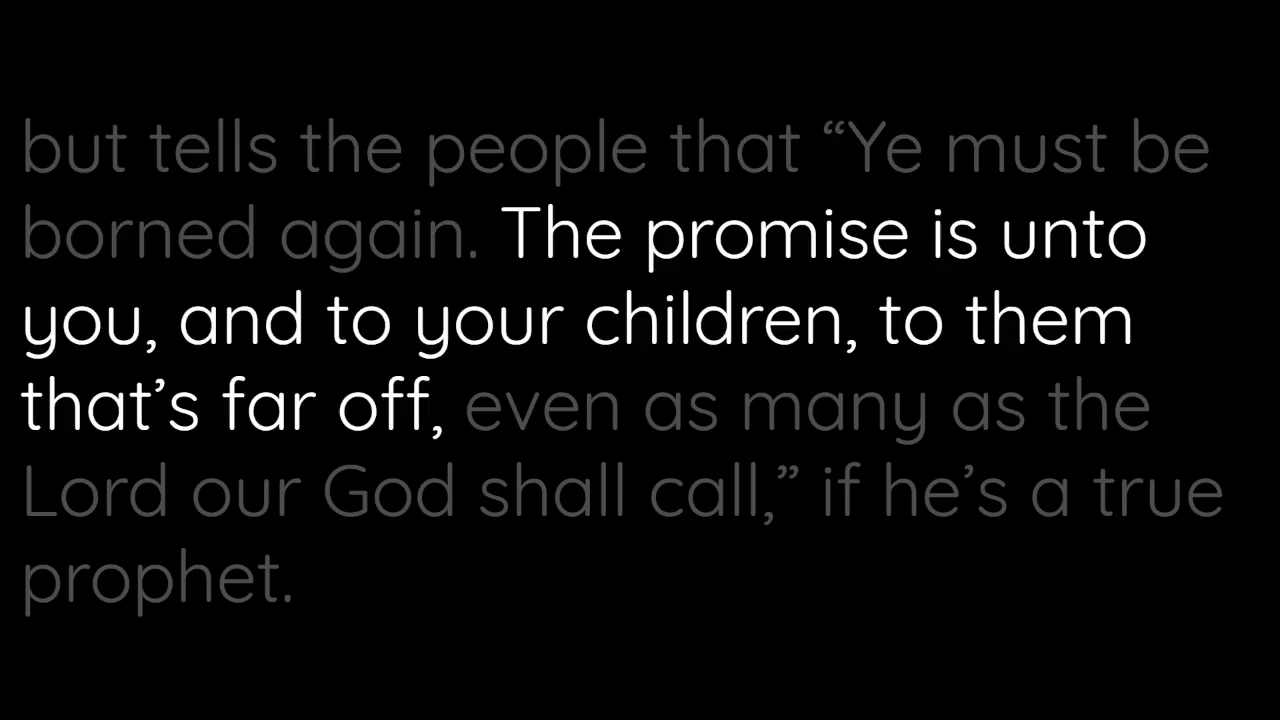 but tells the people that “Ye must be
borned again. The promise is unto
you, and to your children, to them
that’s far off, even as many as the
Lord our God shall call,” if he’s a true
prophet.